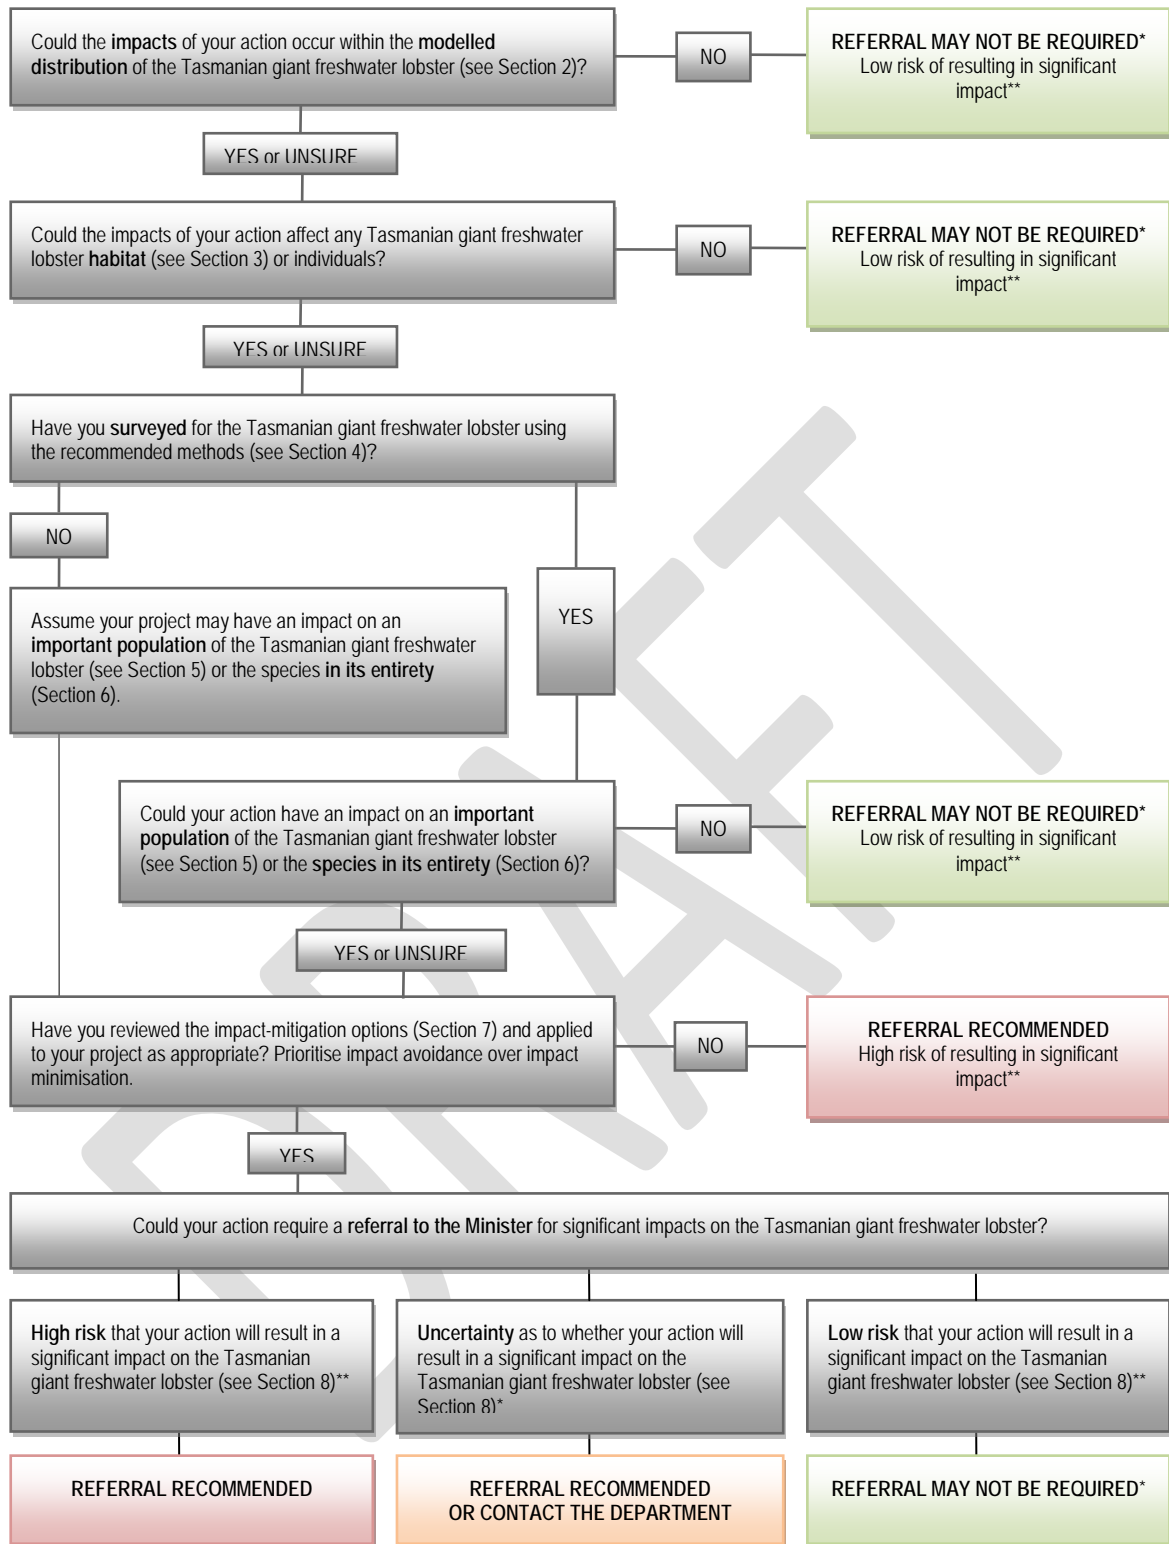 Could the impacts of your action occur within the modelled
distribution of the Tasmanian giant freshwater lobster (see Section 2)?
NO
REFERRAL MAY NOT BE REQUIRED*
Low risk of resulting in significant
impact**
YES or UNSURE
Could the impacts of your action affect any Tasmanian giant freshwater
lobster habitat (see Section 3) or individuals?
NO
REFERRAL MAY NOT BE REQUIRED*
Low risk of resulting in significant
impact**
YES or UNSURE
Have you surveyed for the Tasmanian giant freshwater lobster using
the recommended methods (see Section 4)?
NO
YES
Assume your project may have an impact on an
important population of the Tasmanian giant freshwater
lobster (see Section 5) or the species in its entirety
(Section 6).
Could your action have an impact on an important
population of the Tasmanian giant freshwater lobster
(see Section 5) or the species in its entirety (Section 6)?
NO
REFERRAL MAY NOT BE REQUIRED*
Low risk of resulting in significant
impact**
YES or UNSURE
Have you reviewed the impact-mitigation options (Section 7) and applied
to your project as appropriate? Prioritise impact avoidance over impact
minimisation.
NO
REFERRAL RECOMMENDED
High risk of resulting in significant
impact**
YES
Could your action require a referral to the Minister for significant impacts on the Tasmanian giant freshwater lobster?
High risk that your action will result in a
significant impact on the Tasmanian
giant freshwater lobster (see Section 8)**
Uncertainty as to whether your action will
result in a significant impact on the
Tasmanian giant freshwater lobster (see
Section 8)*
Low risk that your action will result in a
significant impact on the Tasmanian
giant freshwater lobster (see Section 8)**
REFERRAL RECOMMENDED
REFERRAL RECOMMENDED
OR CONTACT THE DEPARTMENT
REFERRAL MAY NOT BE REQUIRED*
DRAFT